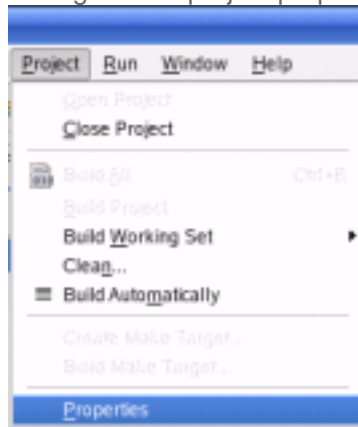 Project Run Window Help
Open Project
Close Project
Build All Ctrl+B
Build Project
Build Working Set
Clean...
Build Automatically
Create Make Target...
Build Make Target...
Properties